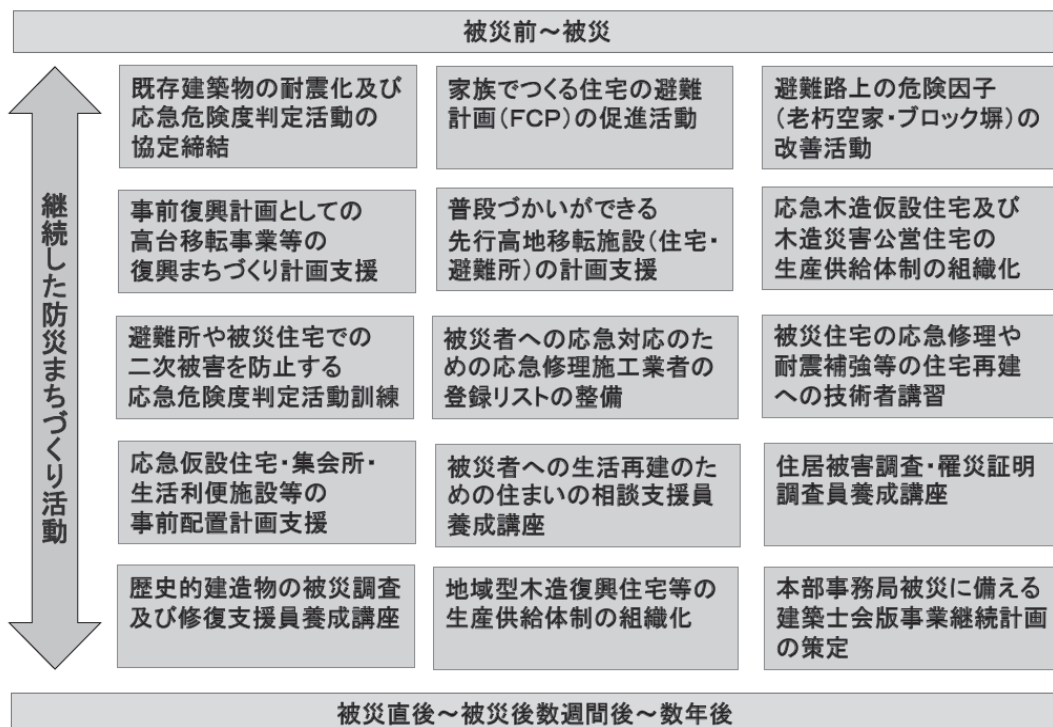 被災前～被災
継続した防災まちづくり活動
既存建築物の耐震化及び
応急危険度判定活動の
協定締結
家族でつくる住宅の避難
計画(FCP)の促進活動
避難路上の危険因子
(老朽空家・ブロック塀)の
改善活動
事前復興計画としての
高台移転事業等の
復興まちづくり計画支援
普段づかいができる
先行高地移転施設(住宅・
避難所)の計画支援
応急木造仮設住宅及び
木造災害公営住宅の
生産供給体制の組織化
避難所や被災住宅での
二次被害を防止する
応急危険度判定活動訓練
被災者への応急対応のた
めの応急修理施工業者の
登録リストの整備
被災住宅の応急修理や
耐震補強等の住宅再建
への技術者講習
応急仮設住宅・集会所・
生活利便施設等の
事前配置計画支援
被災者への生活再建のた
めの住まいの相談支援員
養成講座
住居被害調査・罹災証明
調査員養成講座
歴史的建造物の被災調査
及び修復支援員養成講座
地域型木造復興住宅等の
生産供給体制の組織化
本部事務局被災に備える
建築士会版事業継続計画
の策定
被災直後～被災後数週間後～数年後